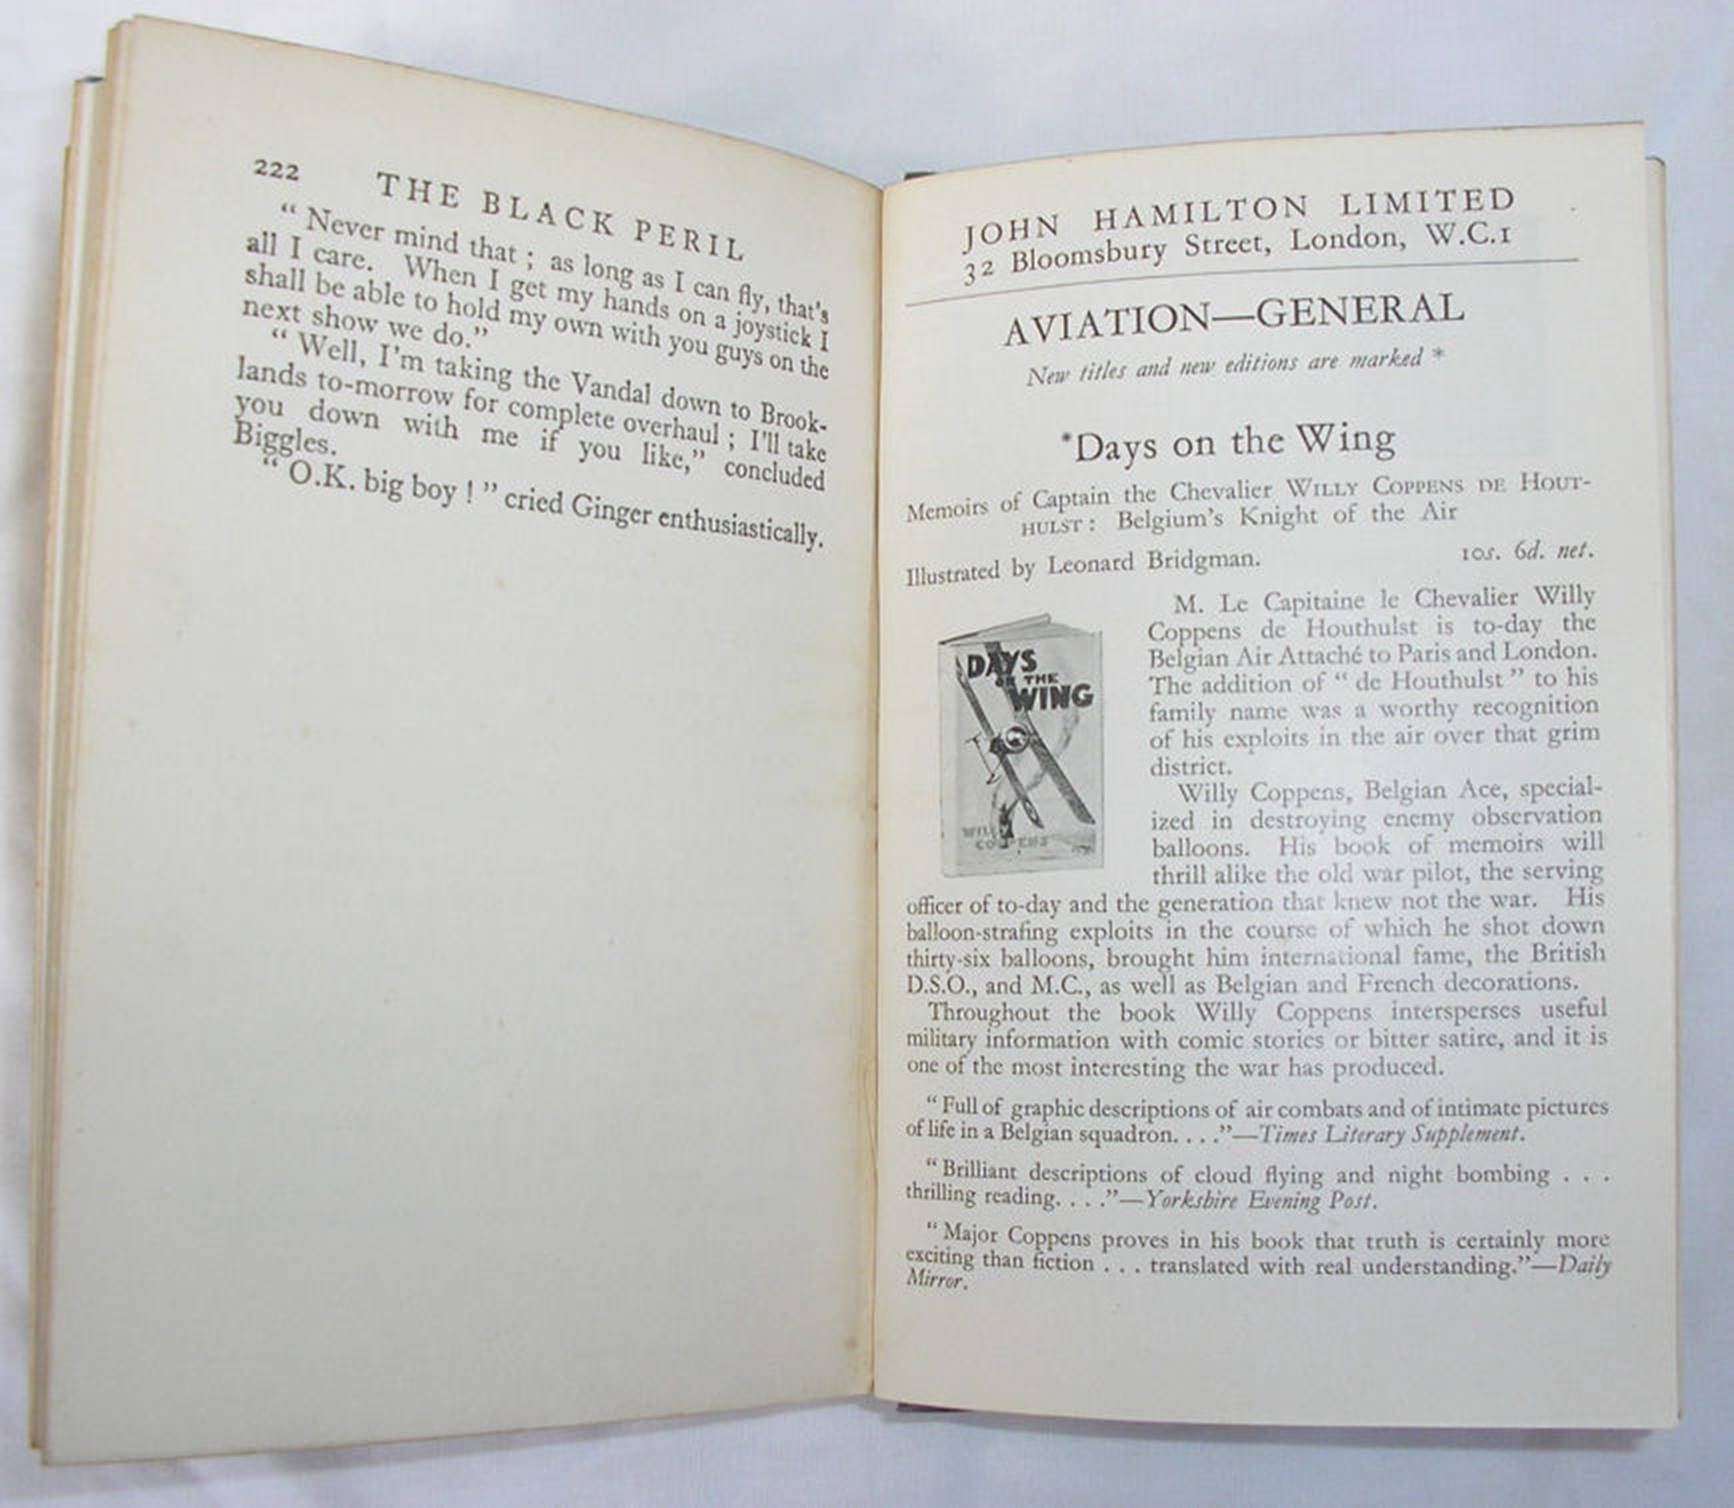 222 THE BLACK PERIL
“ Never mind that ; as long as I can fly, that's
all I care. When I get my hands on a joystick I
shall be able to hold my own with you guys on the
next show we do.”
“ Well, I'm taking the Vandal down to Brook-
lands to-morrow for complete overhaul ; I'll take
you down with me if you like,” concluded
Biggles.
“ O.K. big boy ! ” cried Ginger enthusiastically.
JOHN HAMILTON LIMITED
32 Bloomsbury Street, London, W.C.1
AVIATION—GENERAL
New titles and new editions are marked *
*Days on the Wing
Memoirs of Captain the Chevalier WILLY COPPENS DE HOUT-
HULST : Belgium's Knight of the Air
Illustrated by Leonard Bridgman. 10s. 6d. net.
DAYS
ON THE
WING
WILLY
COPPENS
M. Le Capitaine le Chevalier Willy
Coppens de Houthulst is to-day the
Belgian Air Attaché to Paris and London.
The addition of “ de Houthulst ” to his
family name was a worthy recognition
of his exploits in the air over that grim
district.
Willy Coppens, Belgian Ace, special-
ized in destroying enemy observation
balloons. His book of memoirs will
thrill alike the old war pilot, the serving
officer of to-day and the generation that knew not the war. His
balloon-strafing exploits in the course of which he shot down
thirty-six balloons, brought him international fame, the British
D.S.O., and M.C., as well as Belgian and French decorations.
Throughout the book Willy Coppens intersperses useful
military information with comic stories or bitter satire, and it is
one of the most interesting the war has produced.
“ Full of graphic descriptions of air combats and of intimate pictures
of life in a Belgian squadron. . . .”—Times Literary Supplement.
“ Brilliant descriptions of cloud flying and night bombing . . .
thrilling reading. . . .”—Yorkshire Evening Post.
“ Major Coppens proves in his book that truth is certainly more
exciting than fiction . . . translated with real understanding.”—Daily
Mirror.